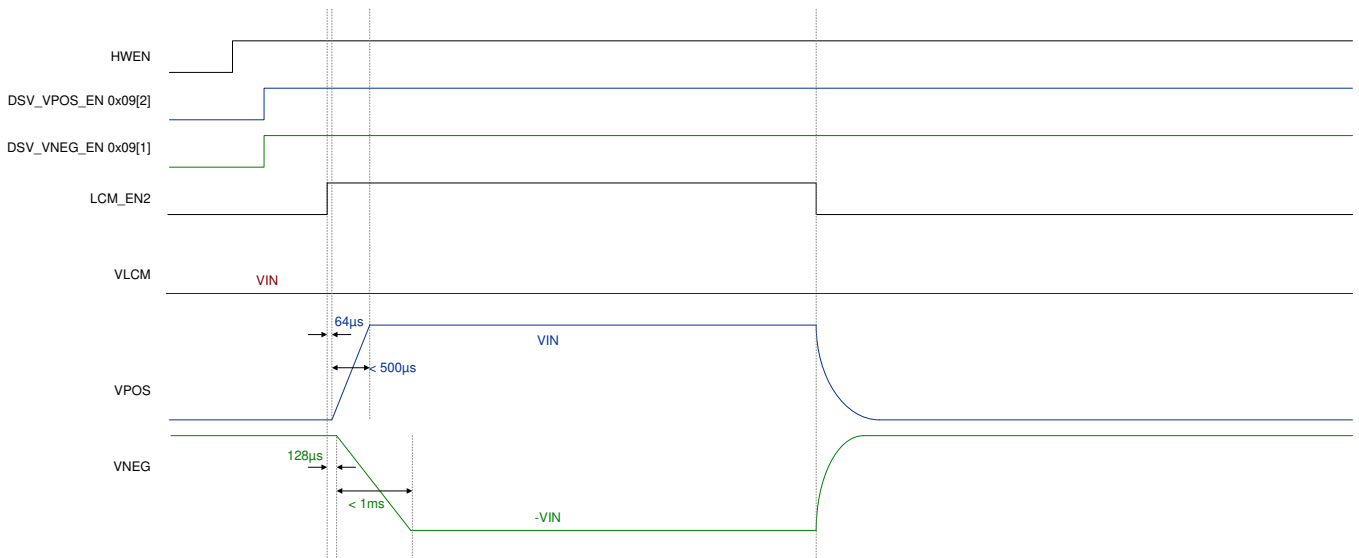 HWEN
DSV_VPOS_EN 0x09[2]
DSV_VNEG_EN 0x09[1]
LCM_EN2
VLCM
VIN
64µs
VIN
< 500µs
VPOS
VNEG
128µs
< 1ms
-VIN